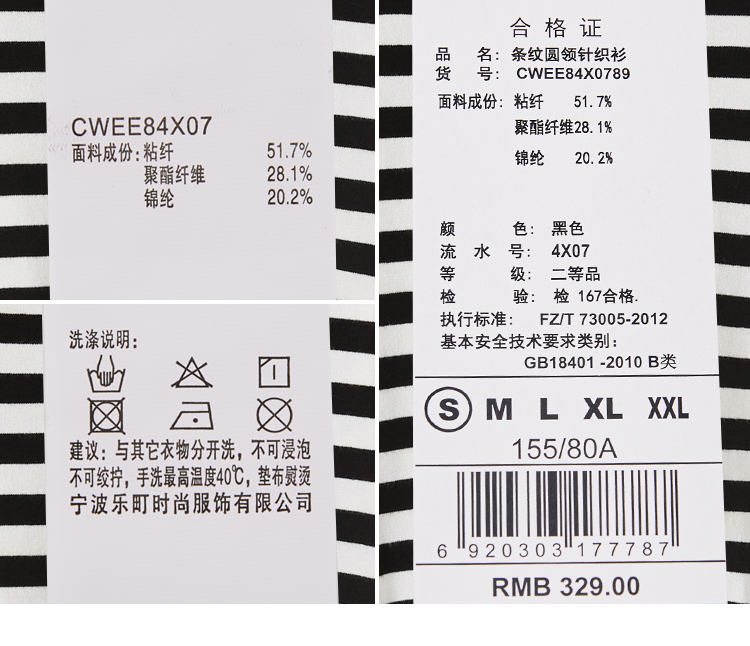 CWEE84X07
面料成份:粘纤 51.7%
聚酯纤维 28.1%
锦纶 20.2%
洗涤说明:
建议: 与其它衣物分开洗, 不可浸泡
不可绞拧, 手洗最高温度40℃, 垫布熨烫
宁波乐町时尚服饰有限公司
合格证
品 名: 条纹圆领针织衫
货 号: CWEE84X0789
面料成份: 粘纤 51.7%
聚酯纤维28.1%
锦纶 20.2%
颜 色: 黑色
流 水 号: 4X07
等 级: 二等品
检 验: 检 167合格.
执行标准: FZ/T 73005-2012
基本安全技术要求类别:
GB18401 -2010 B类
S M L XL XXL
155/80A
6 920303 177787
RMB 329.00